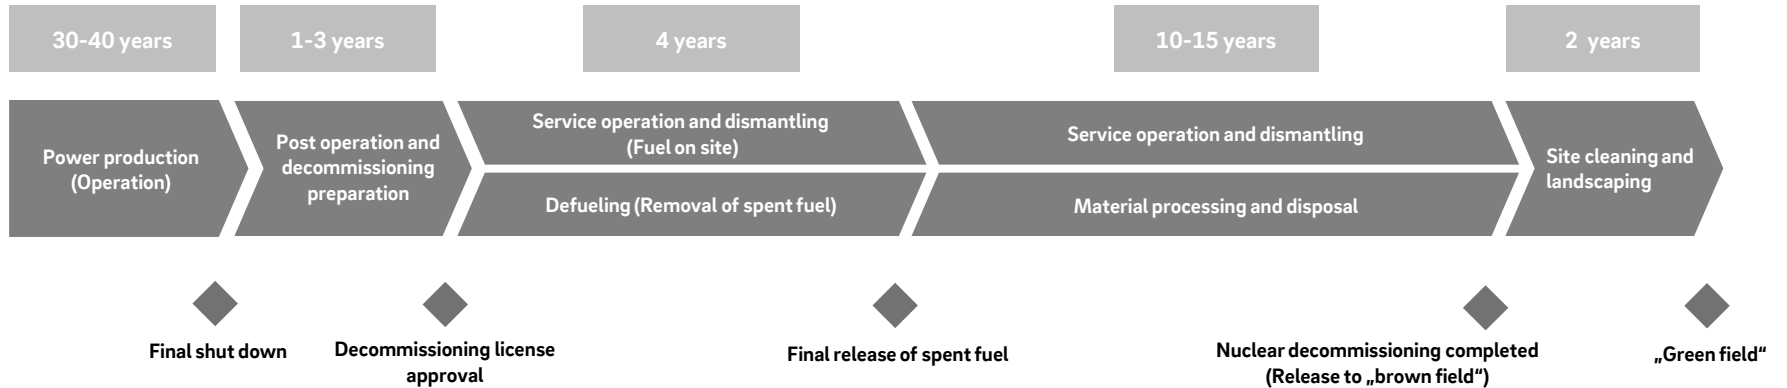 30-40 years
1-3 years
4 years
10-15 years
2 years
Power production
(Operation)
Post operation and
decommissioning
preparation
Service operation and dismantling
(Fuel on site)
Defueling (Removal of spent fuel)
Service operation and dismantling
Material processing and disposal
Site cleaning and
landscaping
Final shut down
Decommissioning license
approval
Final release of spent fuel
Nuclear decommissioning completed
(Release to „brown field“)
„Green field“